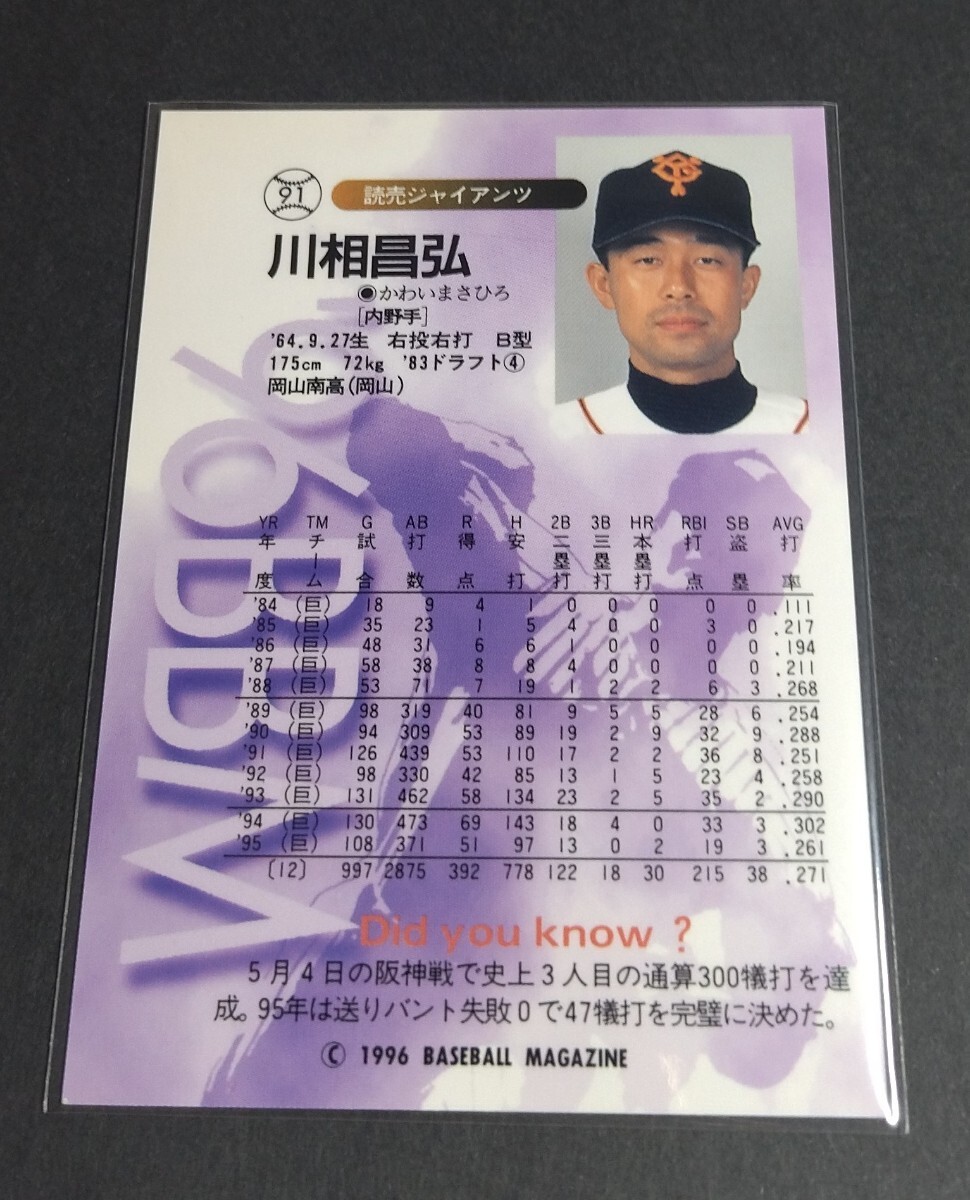 91 読売ジャイアンツ
川相昌弘
◉かわいまさひろ
[内野手]
'64.9.27生 右投右打 B型
175cm 72kg '83ドラフト④
岡山南高(岡山)
'96BBM
YR TM G AB R H 2B 3B HR RBI SB AVG
年度 チーム 試合 打数 得点 安打 二塁打 三塁打 本塁打 打点 盗塁 打率
'84 (巨) 18 9 4 1 0 0 0 0 0 .111
'85 (巨) 35 23 1 5 4 0 0 3 0 .217
'86 (巨) 48 31 6 6 1 0 0 0 0 .194
'87 (巨) 58 38 8 8 4 0 0 0 0 .211
'88 (巨) 53 71 7 19 1 2 2 6 3 .268
'89 (巨) 98 319 40 81 9 5 5 28 6 .254
'90 (巨) 94 309 53 89 19 2 9 32 9 .288
'91 (巨) 126 439 53 110 17 2 2 36 8 .251
'92 (巨) 98 330 42 85 13 1 5 23 4 .258
'93 (巨) 131 462 58 134 23 2 5 35 2 .290
'94 (巨) 130 473 69 143 18 4 0 33 3 .302
'95 (巨) 108 371 51 97 13 0 2 19 3 .261
[12] 997 2875 392 778 122 18 30 215 38 .271
Did you know ?
5月4日の阪神戦で史上3人目の通算300犠打を達
成。95年は送りバント失敗0で47犠打を完璧に決めた。
© 1996 BASEBALL MAGAZINE